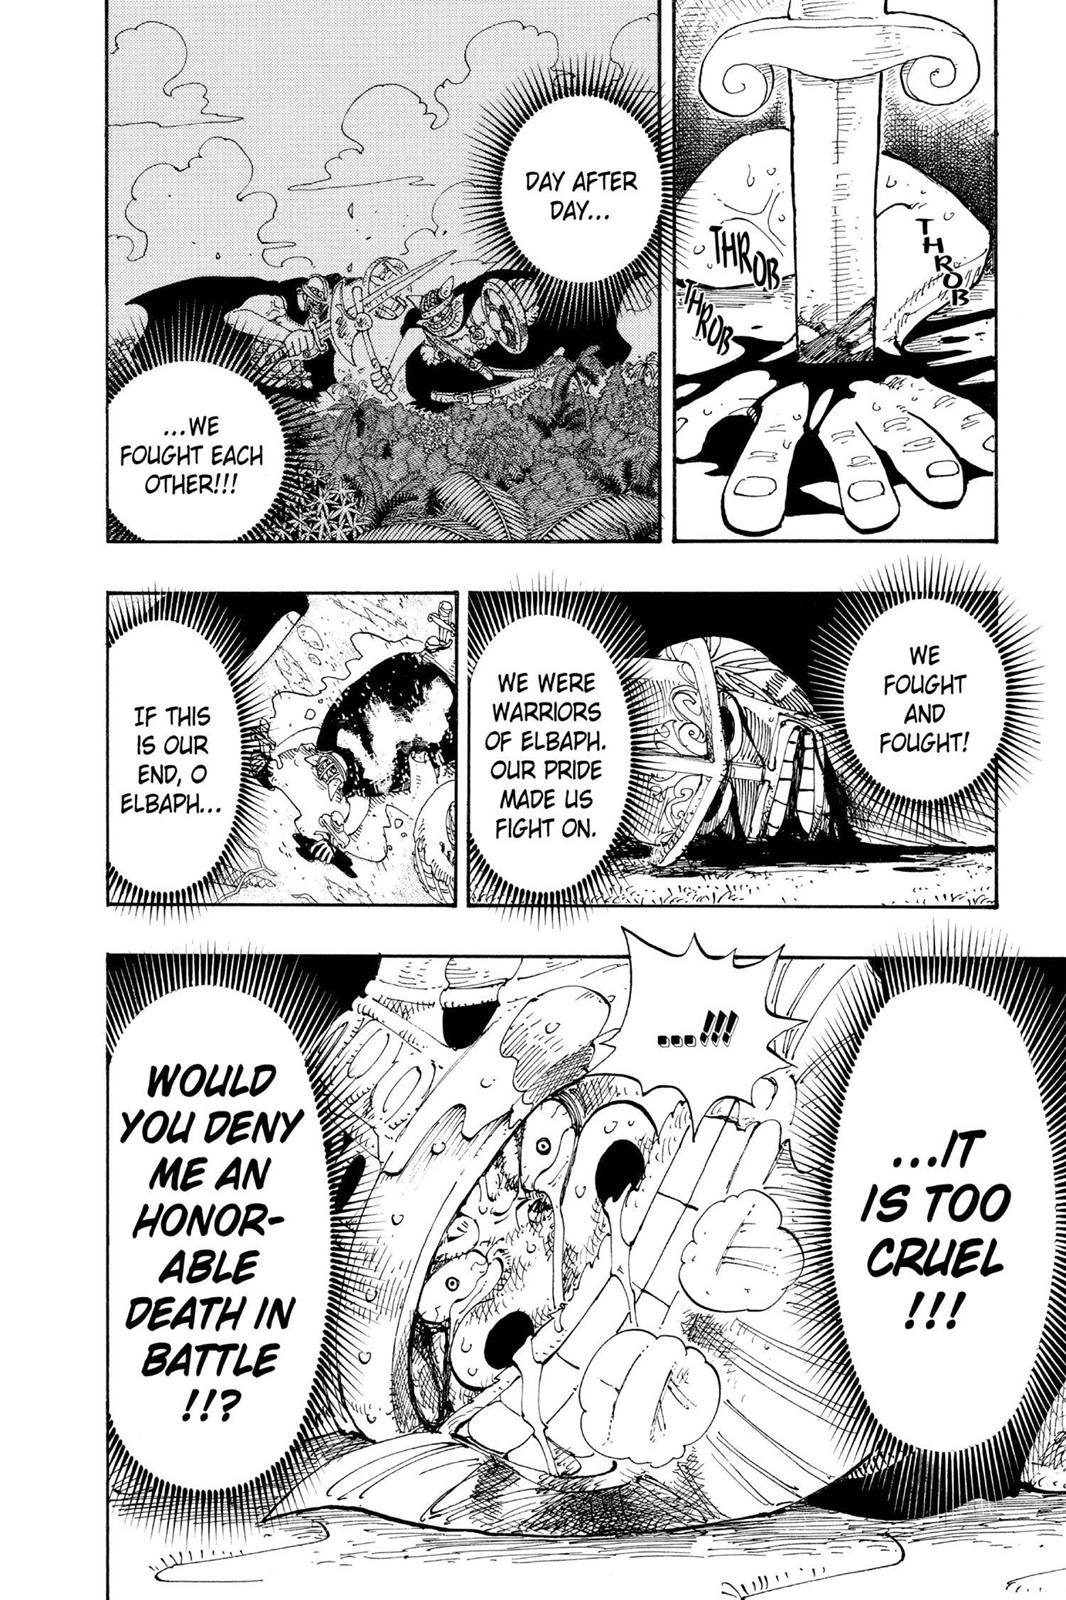 THROB
THROB
THROB
DAY AFTER
DAY...
...WE
FOUGHT EACH
OTHER!!!
WE
FOUGHT
AND
FOUGHT!
WE WERE
WARRIORS
OF ELBAPH.
OUR PRIDE
MADE US
FIGHT ON.
IF THIS
IS OUR
END, O
ELBAPH...
...!!!
...IT
IS TOO
CRUEL
!!!
WOULD
YOU DENY
ME AN
HONOR-
ABLE
DEATH IN
BATTLE
!!?